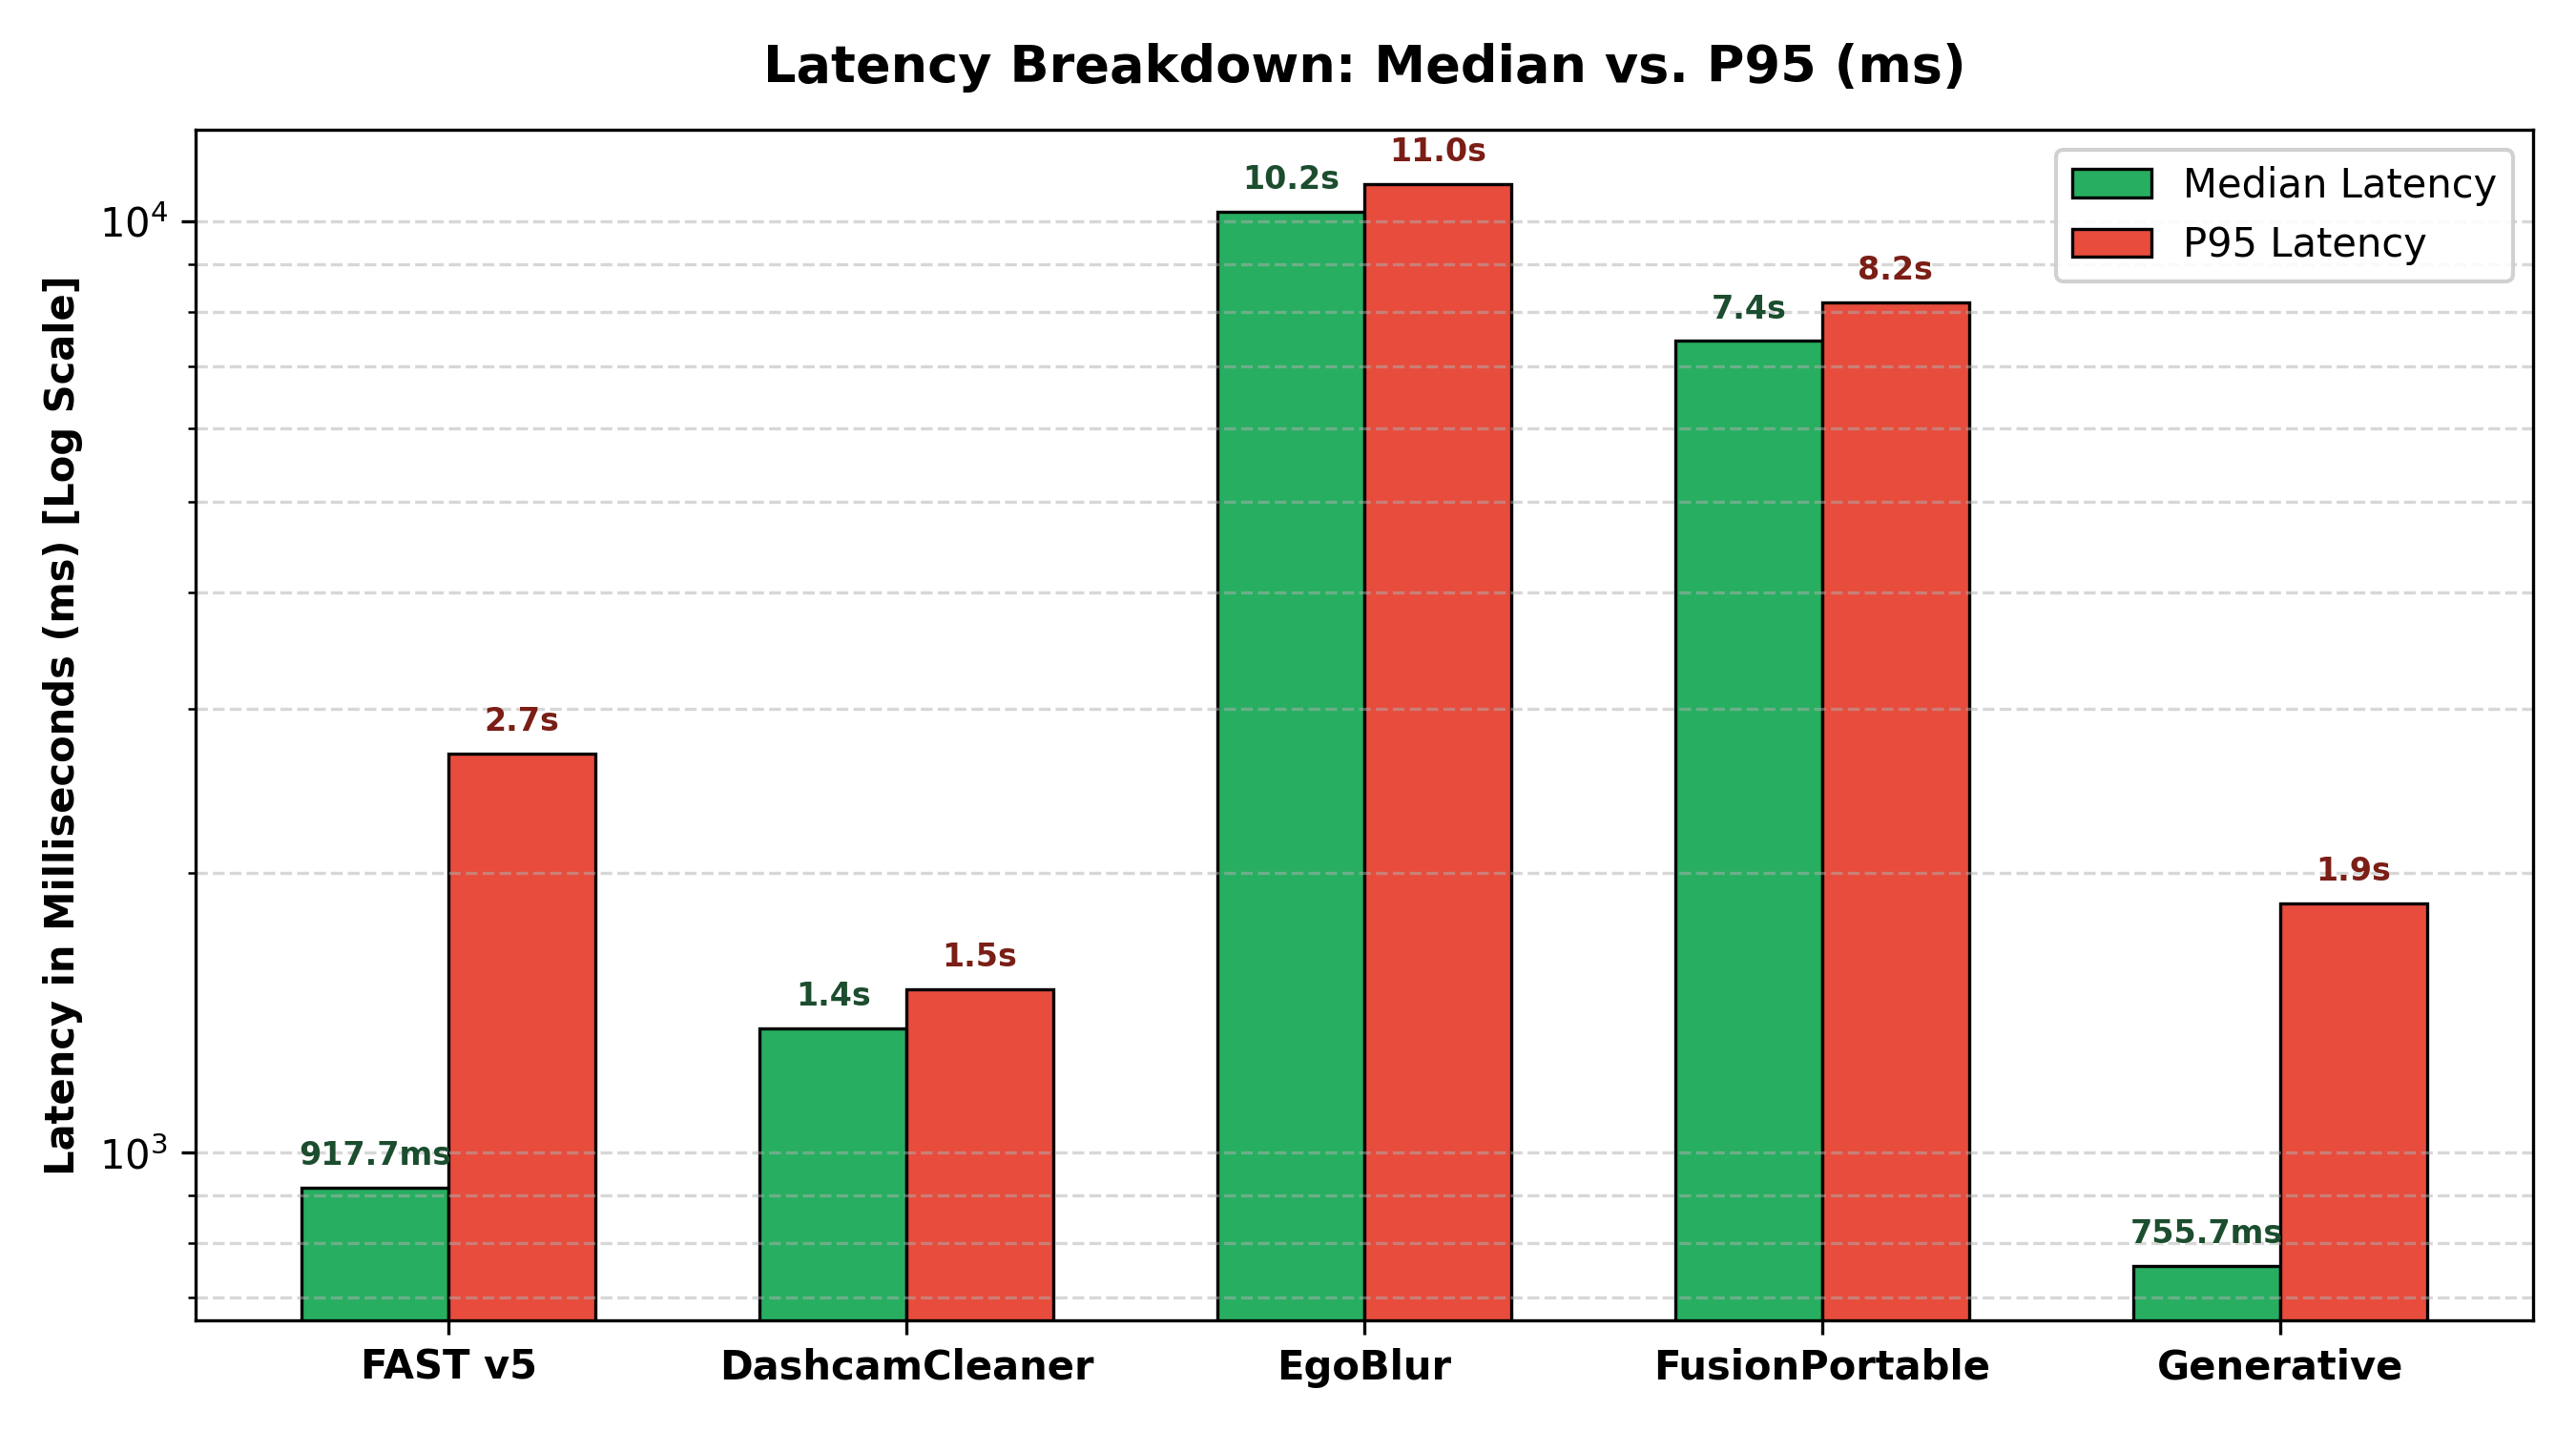 Latency Breakdown: Median vs. P95 (ms)
Latency in Milliseconds (ms) [Log Scale]
10⁴
10³
Median Latency
P95 Latency
917.7ms
2.7s
1.4s
1.5s
10.2s
11.0s
7.4s
8.2s
755.7ms
1.9s
FAST v5
DashcamCleaner
EgoBlur
FusionPortable
Generative